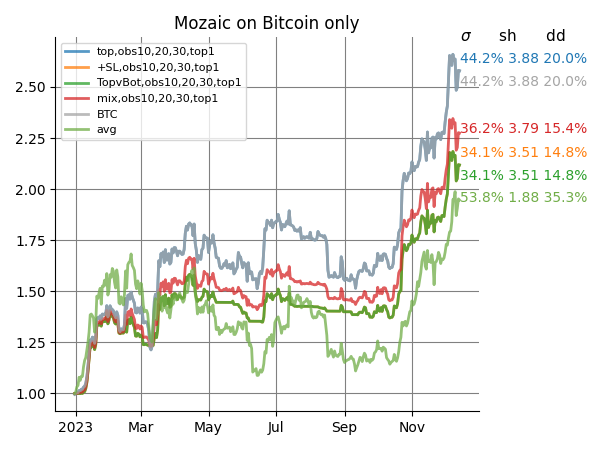 Mozaic on Bitcoin only
σ sh dd
top,obs10,20,30,top1
+SL,obs10,20,30,top1
TopvBot,obs10,20,30,top1
mix,obs10,20,30,top1
BTC
avg
44.2% 3.88 20.0%
44.2% 3.88 20.0%
36.2% 3.79 15.4%
34.1% 3.51 14.8%
34.1% 3.51 14.8%
53.8% 1.88 35.3%
2.50
2.25
2.00
1.75
1.50
1.25
1.00
2023 Mar May Jul Sep Nov